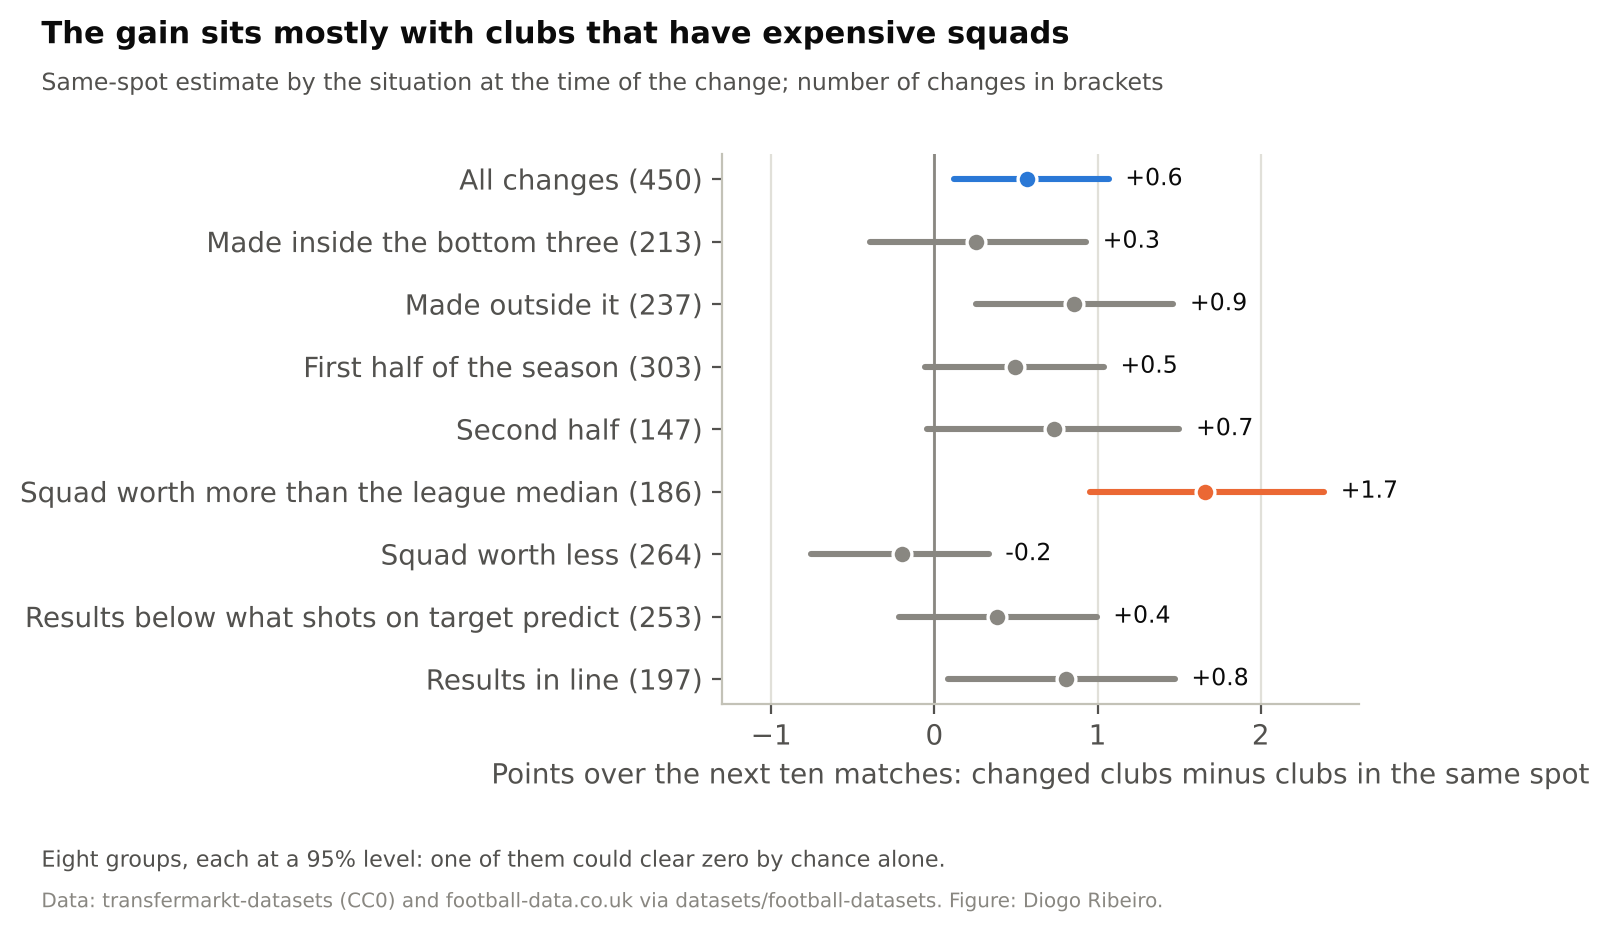 The gain sits mostly with clubs that have expensive squads
Same-spot estimate by the situation at the time of the change; number of changes in brackets
All changes (450) +0.6
Made inside the bottom three (213) +0.3
Made outside it (237) +0.9
First half of the season (303) +0.5
Second half (147) +0.7
Squad worth more than the league median (186) +1.7
Squad worth less (264) -0.2
Results below what shots on target predict (253) +0.4
Results in line (197) +0.8
−1 0 1 2
Points over the next ten matches: changed clubs minus clubs in the same spot
Eight groups, each at a 95% level: one of them could clear zero by chance alone.
Data: transfermarkt-datasets (CC0) and football-data.co.uk via datasets/football-datasets. Figure: Diogo Ribeiro.